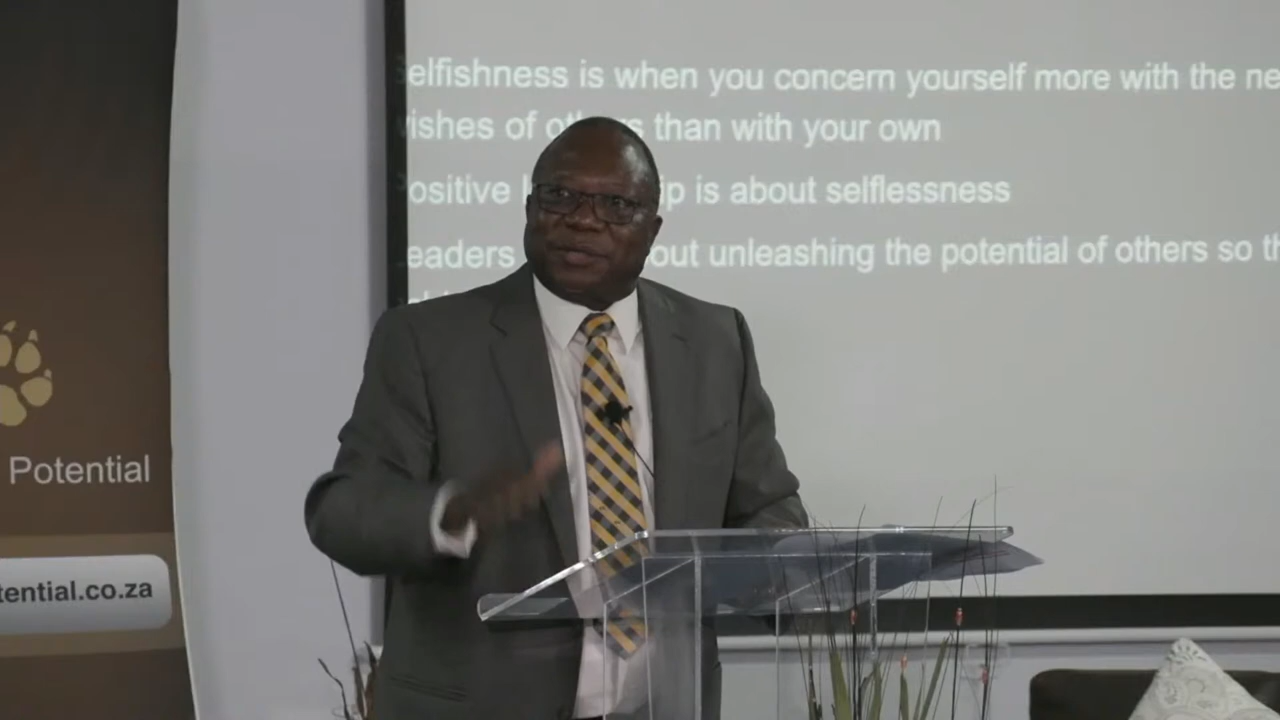 elfishness is when you concern yourself more with the ne
ishes of others than with your own
ositive p is about selflessness
eaders out unleashing the potential of others so th
Potential
tential.co.za